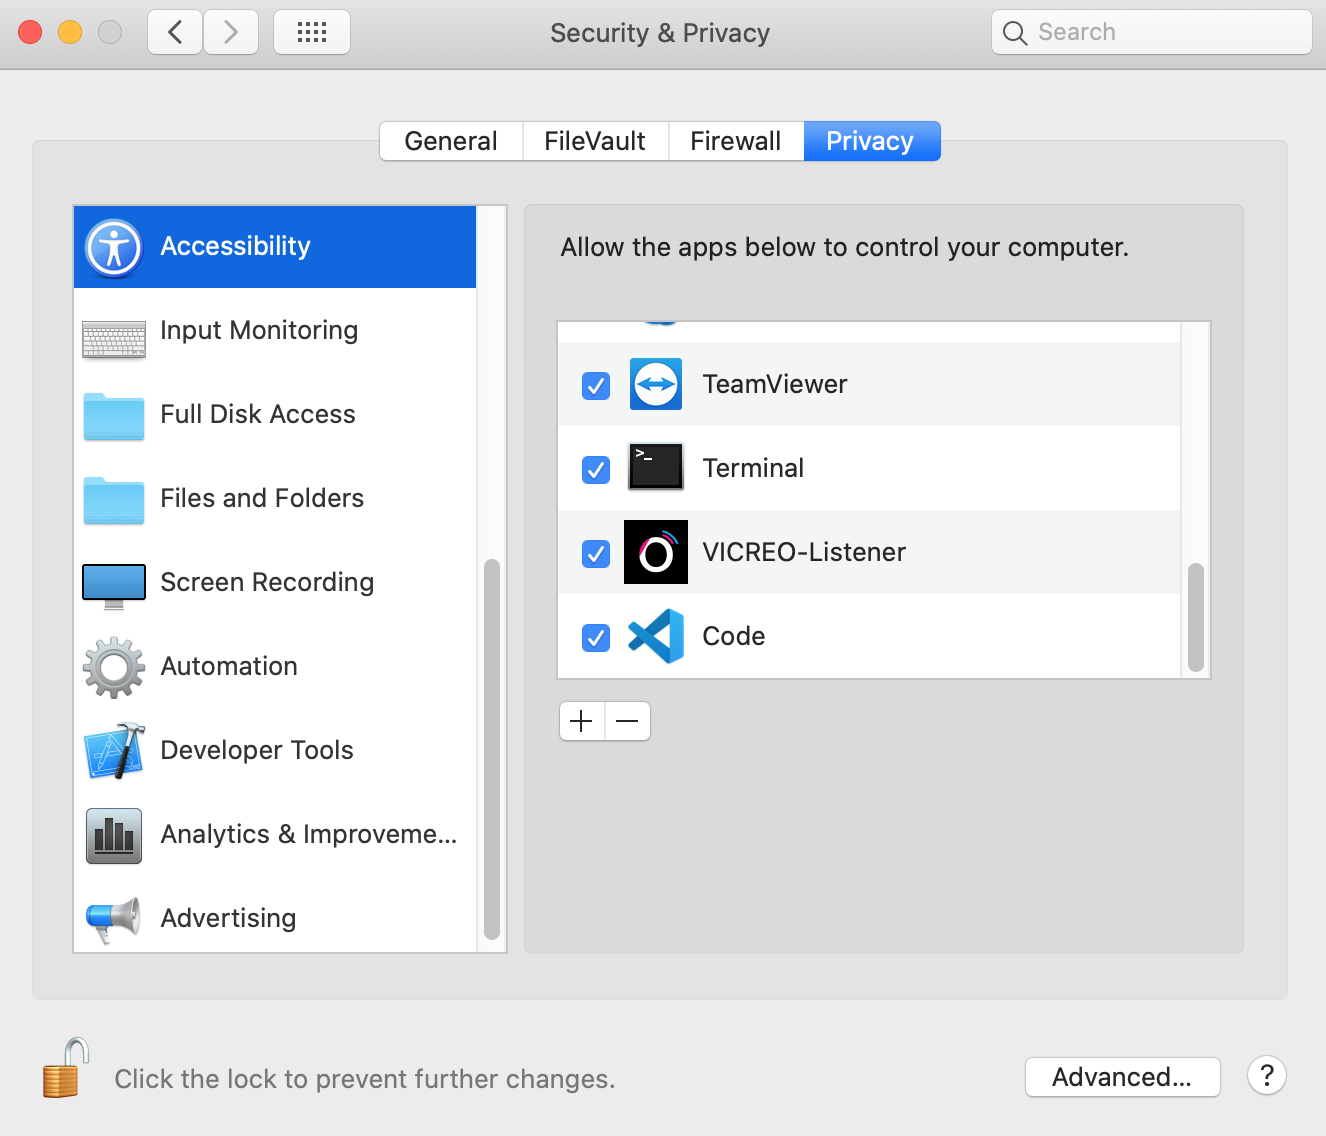 Security & Privacy
Search
General
FileVault
Firewall
Privacy
Accessibility
Input Monitoring
Full Disk Access
Files and Folders
Screen Recording
Automation
Developer Tools
Analytics & Improveme...
Advertising
Allow the apps below to control your computer.
TeamViewer
>_
Terminal
VICREO-Listener
Code
Click the lock to prevent further changes.
Advanced...
?